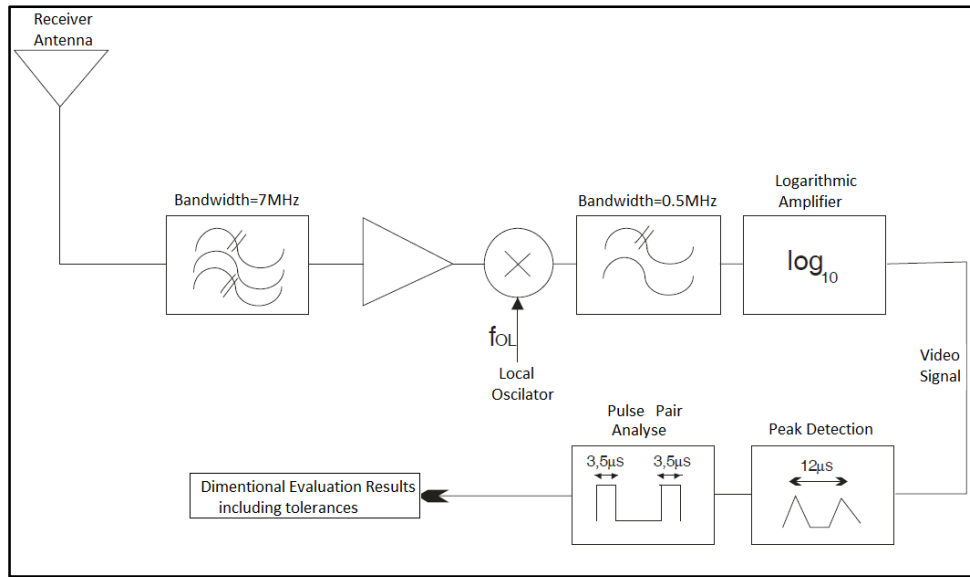 Receiver
Antenna
Bandwidth=7MHz
fOL
Local
Oscilator
Bandwidth=0.5MHz
Logarithmic
Amplifier
log10
Video
Signal
Peak Detection
12µs
Pulse Pair
Analyse
3,5µs 3,5µs
Dimentional Evaluation Results
including tolerances